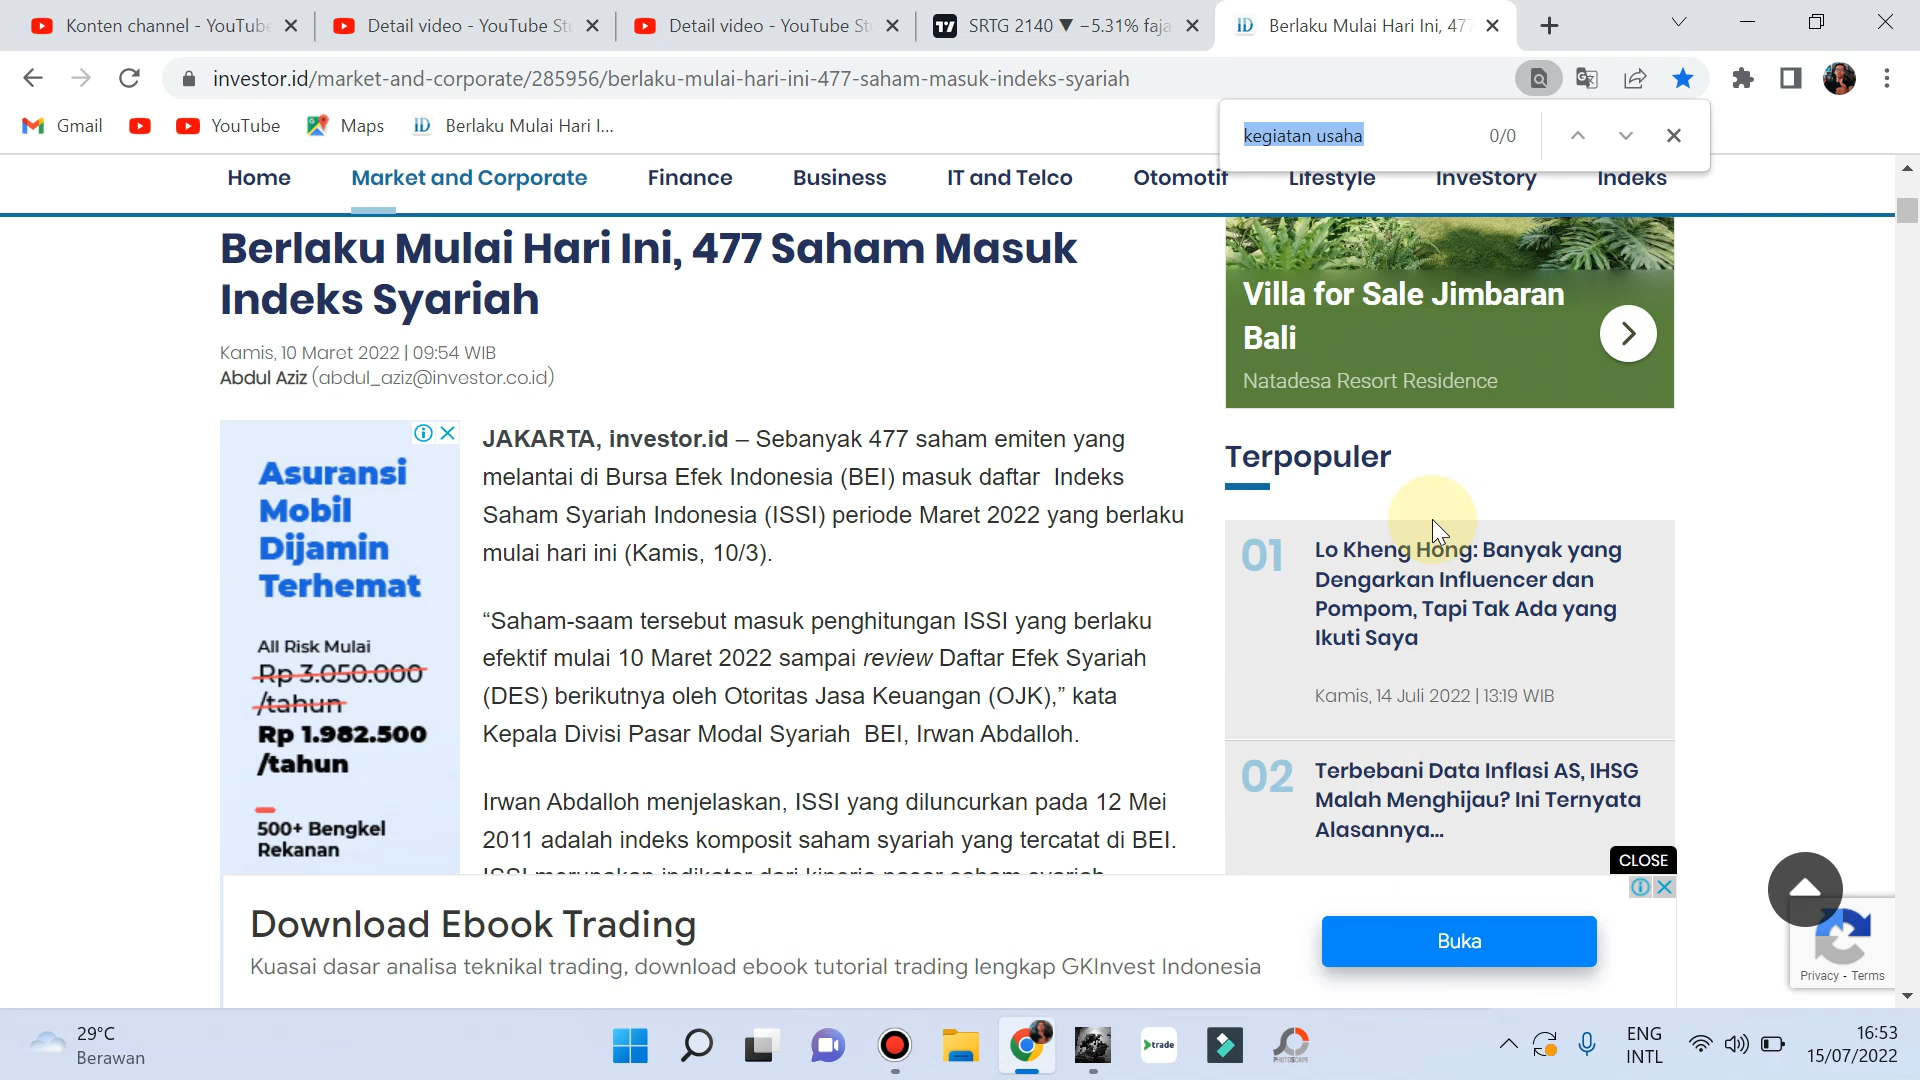 Konten channel - YouTube
Detail video - YouTube St
Detail video - YouTube St
SRTG 2140 ▼ −5.31% faja
Berlaku Mulai Hari Ini, 477
investor.id/market-and-corporate/285956/berlaku-mulai-hari-ini-477-saham-masuk-indeks-syariah
Gmail
YouTube
Maps
Berlaku Mulai Hari I...
kegiatan usaha
0/0
Home
Market and Corporate
Finance
Business
IT and Telco
Otomotif
Lifestyle
InveStory
Indeks
Berlaku Mulai Hari Ini, 477 Saham Masuk
Indeks Syariah
Kamis, 10 Maret 2022 | 09:54 WIB
Abdul Aziz (abdul_aziz@investor.co.id)
Asuransi
Mobil
Dijamin
Terhemat
All Risk Mulai
Rp 3.050.000
/tahun
Rp 1.982.500
/tahun
500+ Bengkel
Rekanan
JAKARTA, investor.id – Sebanyak 477 saham emiten yang
melantai di Bursa Efek Indonesia (BEI) masuk daftar Indeks
Saham Syariah Indonesia (ISSI) periode Maret 2022 yang berlaku
mulai hari ini (Kamis, 10/3).
“Saham-saam tersebut masuk penghitungan ISSI yang berlaku
efektif mulai 10 Maret 2022 sampai review Daftar Efek Syariah
(DES) berikutnya oleh Otoritas Jasa Keuangan (OJK),” kata
Kepala Divisi Pasar Modal Syariah BEI, Irwan Abdalloh.
Irwan Abdalloh menjelaskan, ISSI yang diluncurkan pada 12 Mei
2011 adalah indeks komposit saham syariah yang tercatat di BEI.
ISSI merupakan indikator dari kinerja pasar saham syariah
Villa for Sale Jimbaran
Bali
Natadesa Resort Residence
Terpopuler
01
Lo Kheng Hong: Banyak yang
Dengarkan Influencer dan
Pompom, Tapi Tak Ada yang
Ikuti Saya
Kamis, 14 Juli 2022 | 13:19 WIB
02
Terbebani Data Inflasi AS, IHSG
Malah Menghijau? Ini Ternyata
Alasannya...
CLOSE
Download Ebook Trading
Kuasai dasar analisa teknikal trading, download ebook tutorial trading lengkap GKInvest Indonesia
Buka
Privacy - Terms
29°C
Berawan
trade
PHOTOSCAPE
ENG
INTL
16:53
15/07/2022